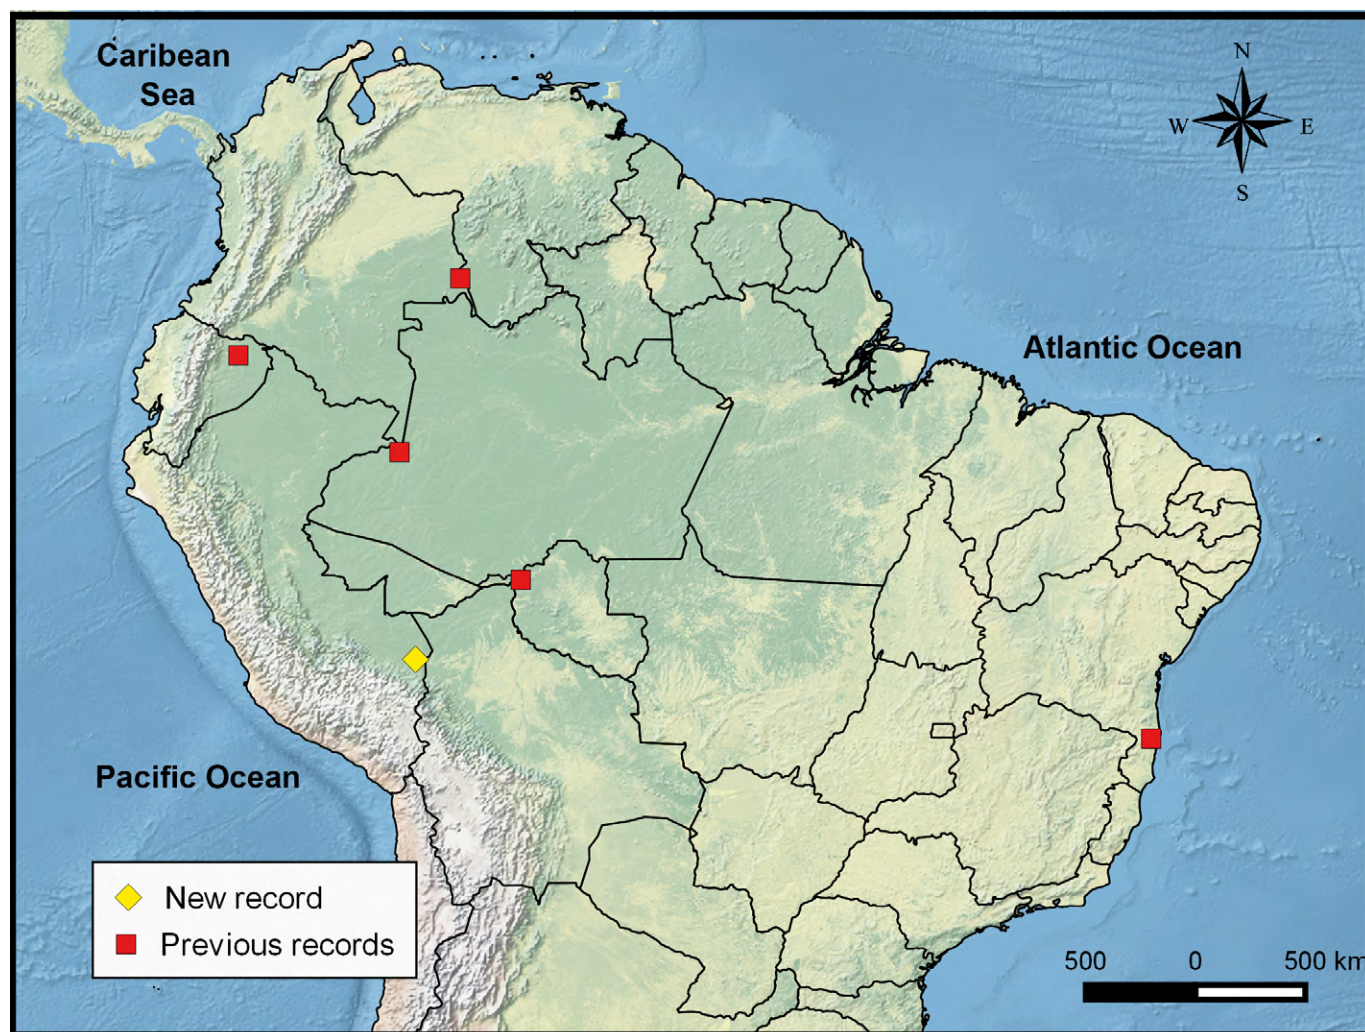 Caribean
Sea
N
W
E
S
Atlantic Ocean
Pacific Ocean
New record
Previous records
500 0 500 km